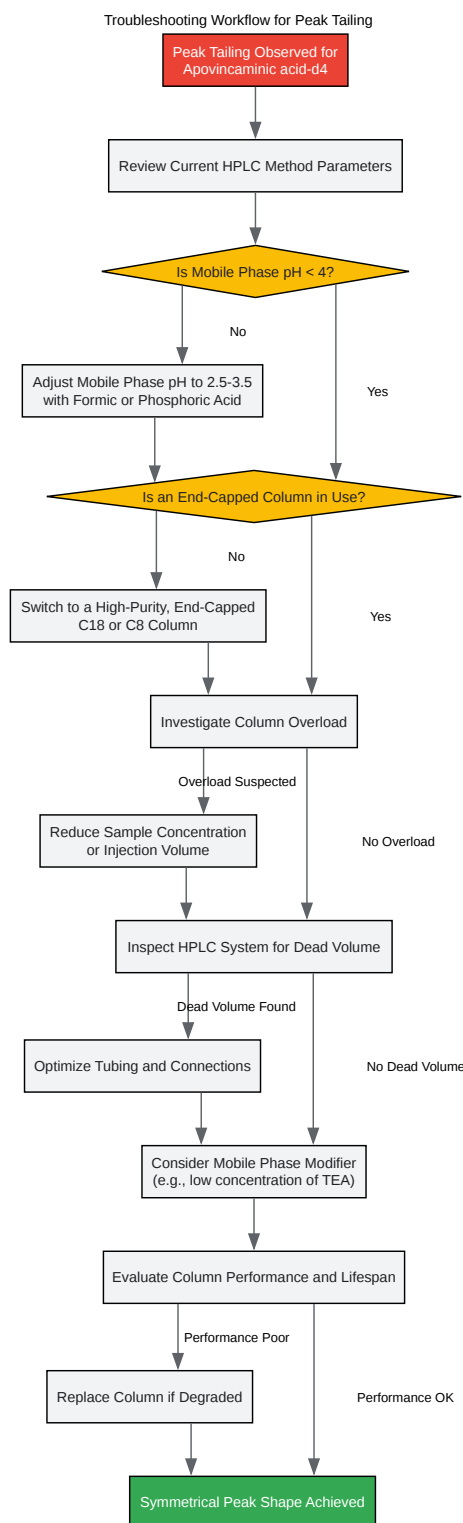 Troubleshooting Workflow for Peak Tailing
Peak Tailing Observed for
Apovincaminic acid-d4
Review Current HPLC Method Parameters
Is Mobile Phase pH < 4?
No
Adjust Mobile Phase pH to 2.5-3.5
with Formic or Phosphoric Acid
Yes
Is an End-Capped Column in Use?
No
Switch to a High-Purity, End-Capped
C18 or C8 Column
Yes
Investigate Column Overload
Overload Suspected
Reduce Sample Concentration
or Injection Volume
No Overload
Inspect HPLC System for Dead Volume
Dead Volume Found
Optimize Tubing and Connections
No Dead Volume
Consider Mobile Phase Modifier
(e.g., low concentration of TEA)
Evaluate Column Performance and Lifespan
Performance Poor
Replace Column if Degraded
Performance OK
Symmetrical Peak Shape Achieved